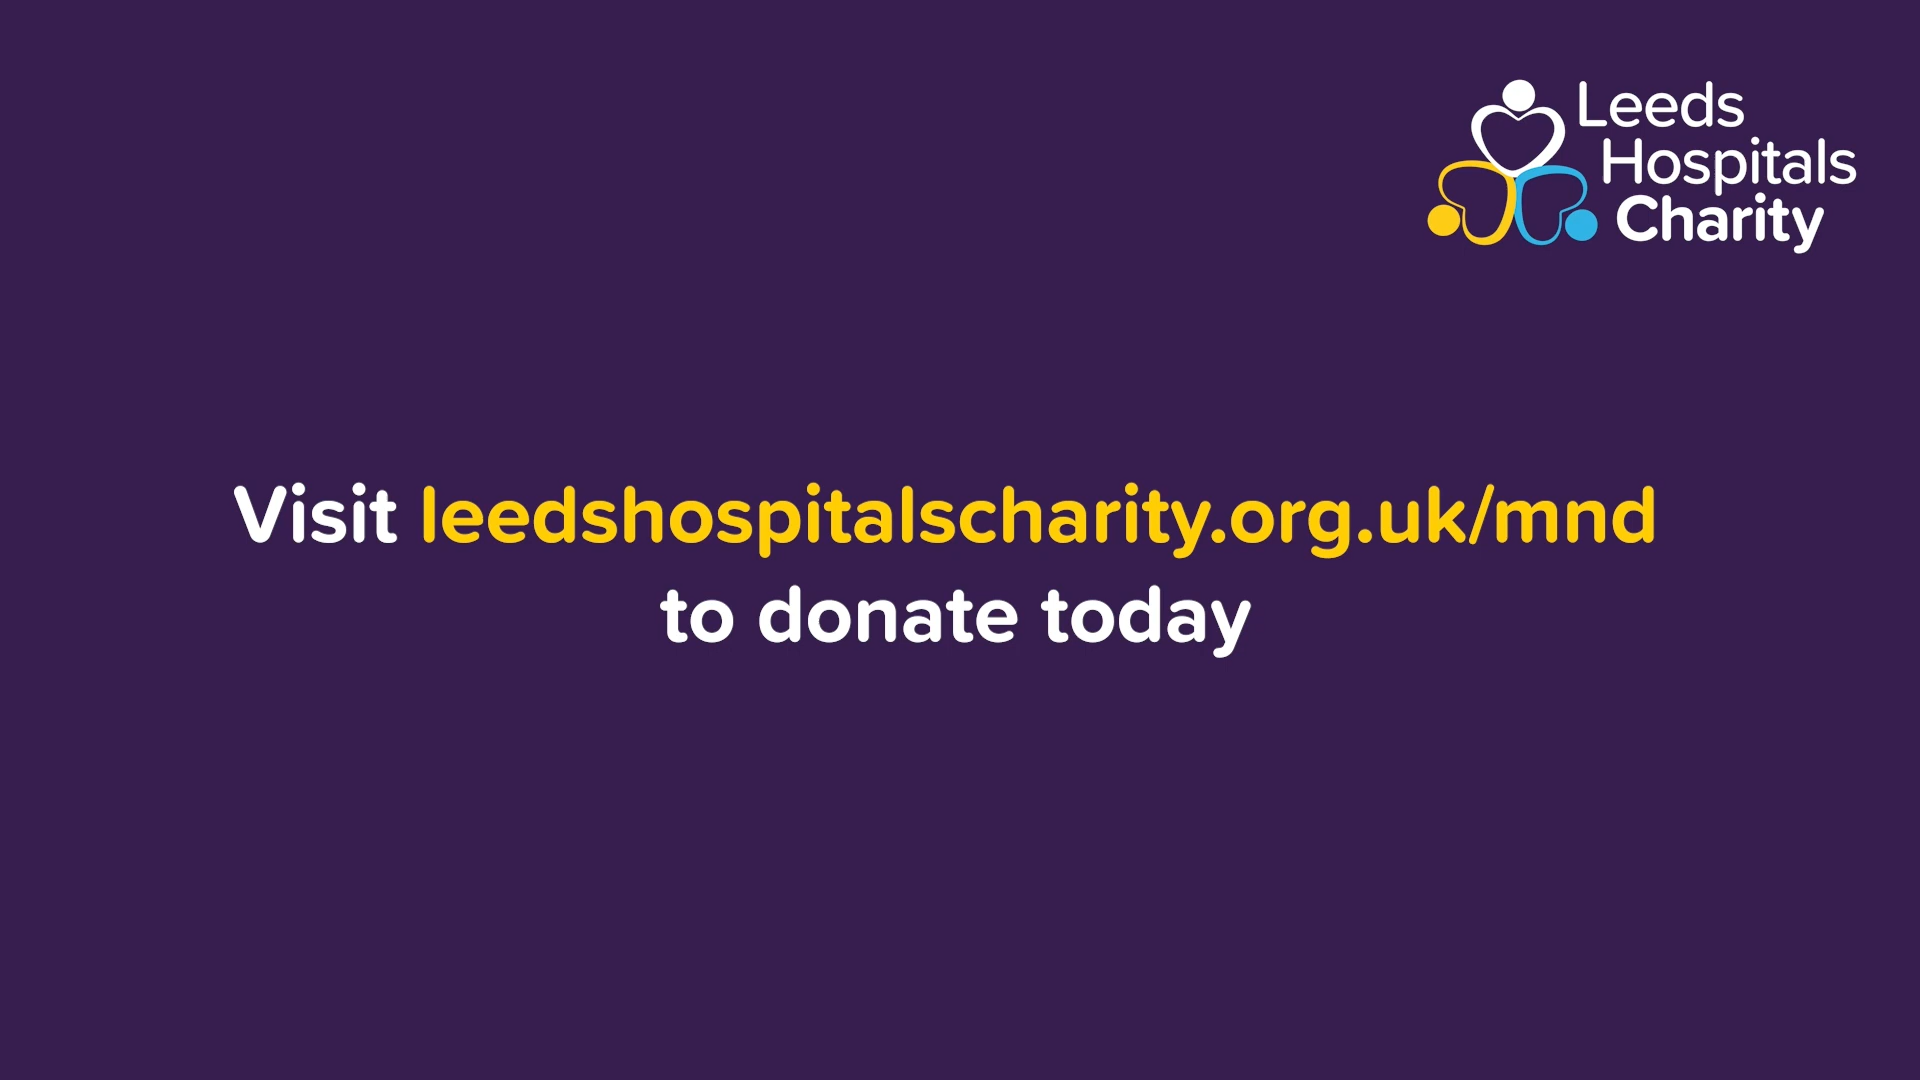 Leeds
Hospitals
Charity
Visit leedshospitalscharity.org.uk/mnd
to donate today